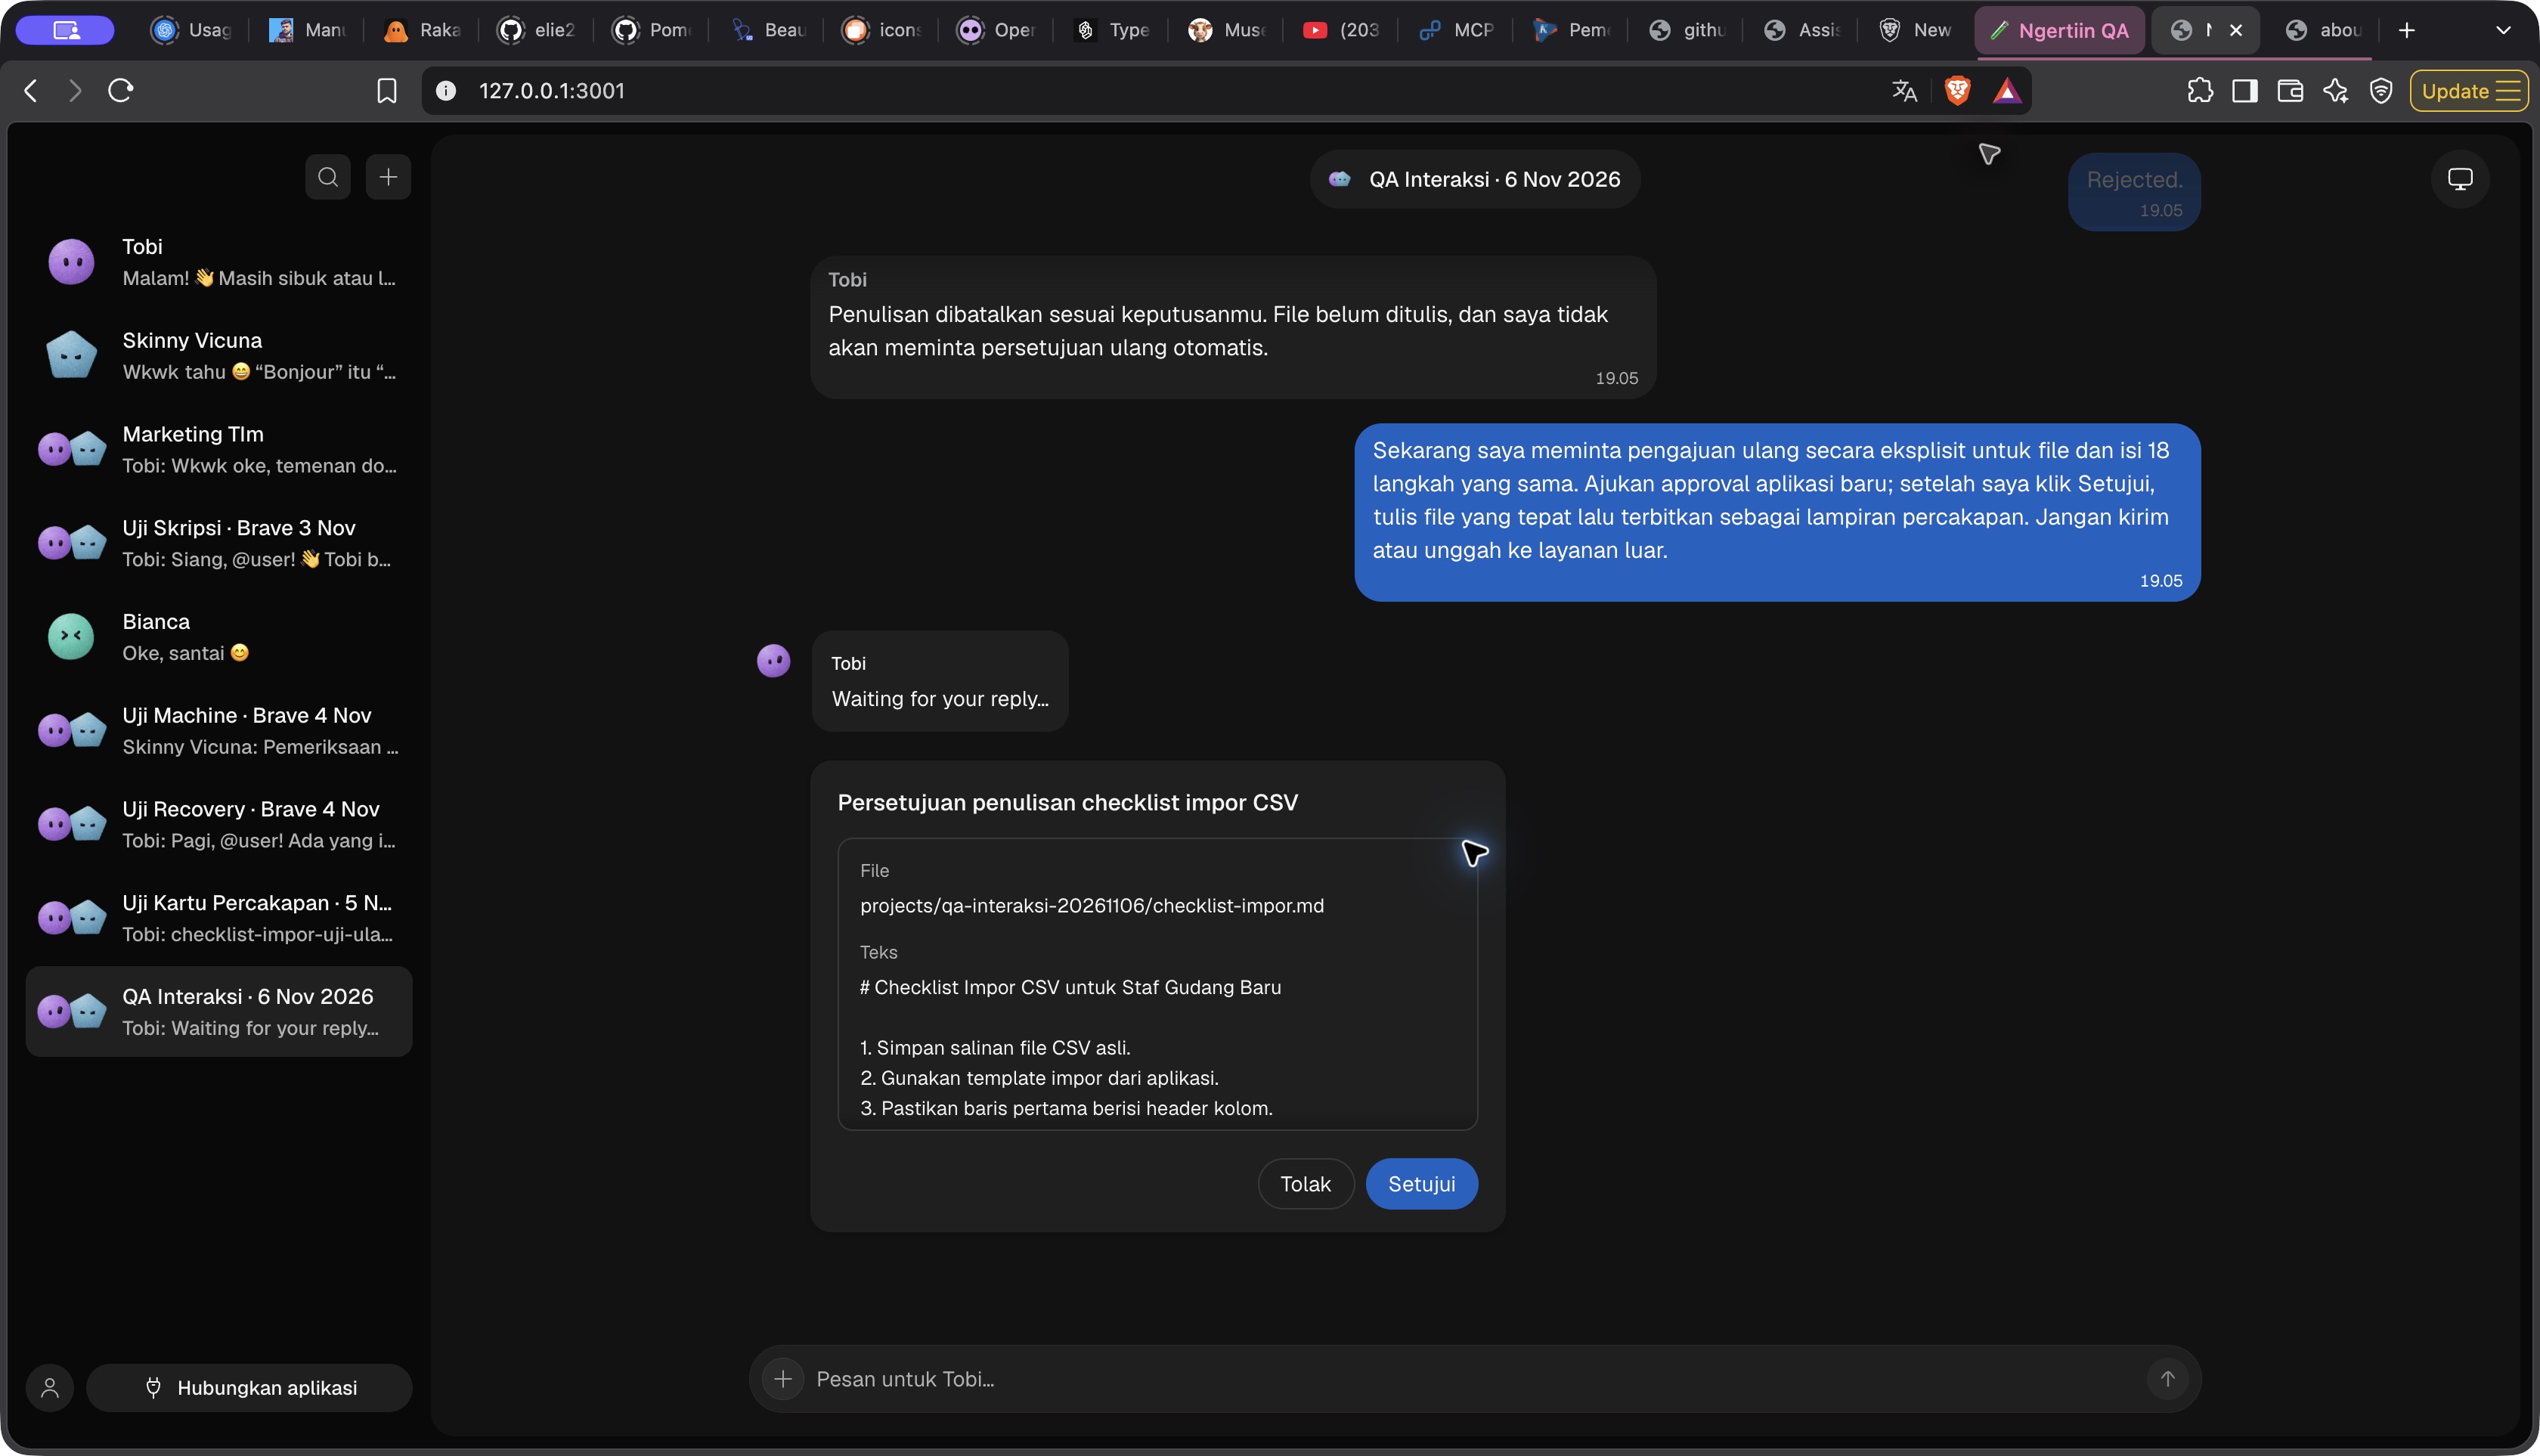 Usag
Manu
Raka
elie2
Pom
Beau
icon
Oper
Type
Muse
(203
MCP
Pem
githu
Assis
New
Ngertiin QA
abou
127.0.0.1:3001
Update
Tobi
Malam! 👋 Masih sibuk atau l...
Skinny Vicuna
Wkwk tahu 😄 “Bonjour” itu “...
Marketing TIm
Tobi: Wkwk oke, temenan do...
Uji Skripsi · Brave 3 Nov
Tobi: Siang, @user! 👋 Tobi b...
Bianca
Oke, santai 😊
Uji Machine · Brave 4 Nov
Skinny Vicuna: Pemeriksaan ...
Uji Recovery · Brave 4 Nov
Tobi: Pagi, @user! Ada yang i...
Uji Kartu Percakapan · 5 N...
Tobi: checklist-impor-uji-ula...
QA Interaksi · 6 Nov 2026
Tobi: Waiting for your reply...
Hubungkan aplikasi
QA Interaksi · 6 Nov 2026
Rejected.
19.05
Tobi
Penulisan dibatalkan sesuai keputusanmu. File belum ditulis, dan saya tidak
akan meminta persetujuan ulang otomatis.
19.05
Sekarang saya meminta pengajuan ulang secara eksplisit untuk file dan isi 18
langkah yang sama. Ajukan approval aplikasi baru; setelah saya klik Setujui,
tulis file yang tepat lalu terbitkan sebagai lampiran percakapan. Jangan kirim
atau unggah ke layanan luar.
19.05
Tobi
Waiting for your reply...
Persetujuan penulisan checklist impor CSV
File
projects/qa-interaksi-20261106/checklist-impor.md
Teks
# Checklist Impor CSV untuk Staf Gudang Baru
1. Simpan salinan file CSV asli.
2. Gunakan template impor dari aplikasi.
3. Pastikan baris pertama berisi header kolom.
Tolak
Setujui
Pesan untuk Tobi...